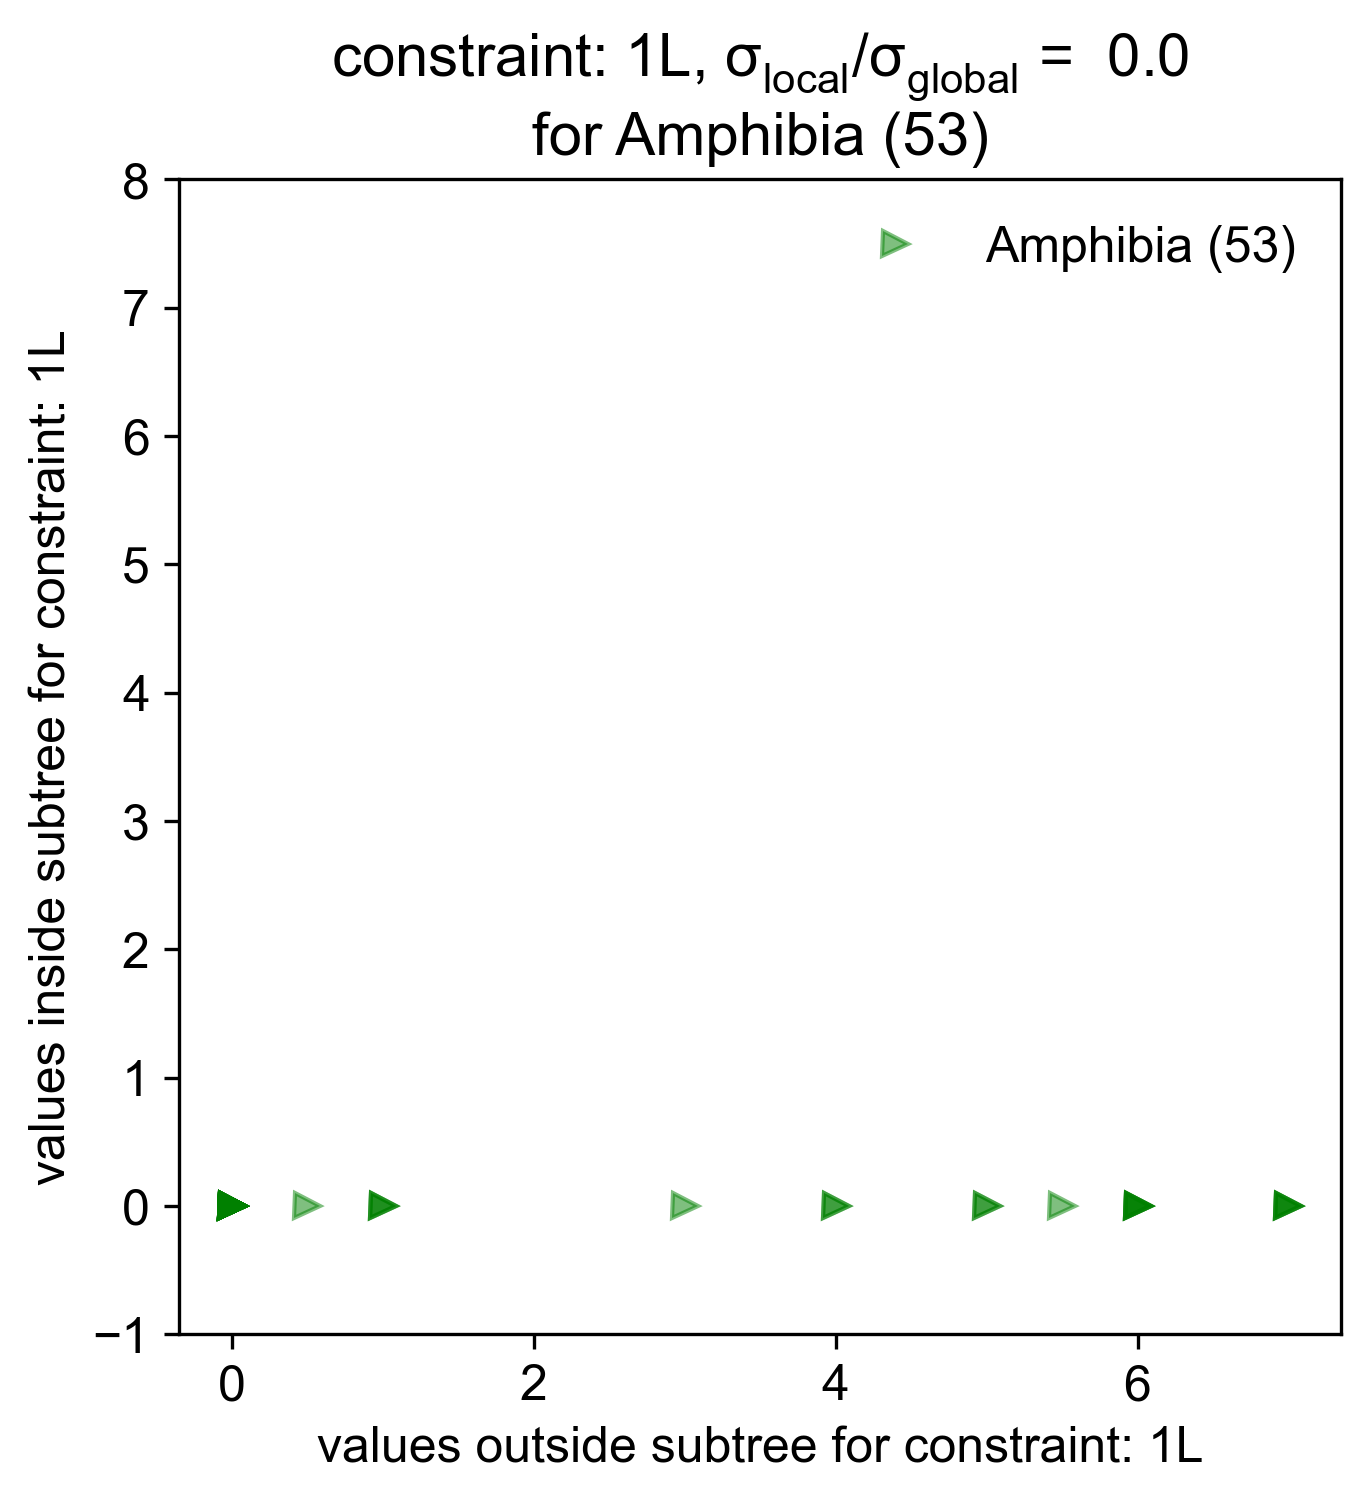 constraint: 1L, σlocal/σglobal = 0.0
for Amphibia (53)
Amphibia (53)
8
7
6
5
4
3
2
1
0
−1
values inside subtree for constraint: 1L
0 2 4 6
values outside subtree for constraint: 1L